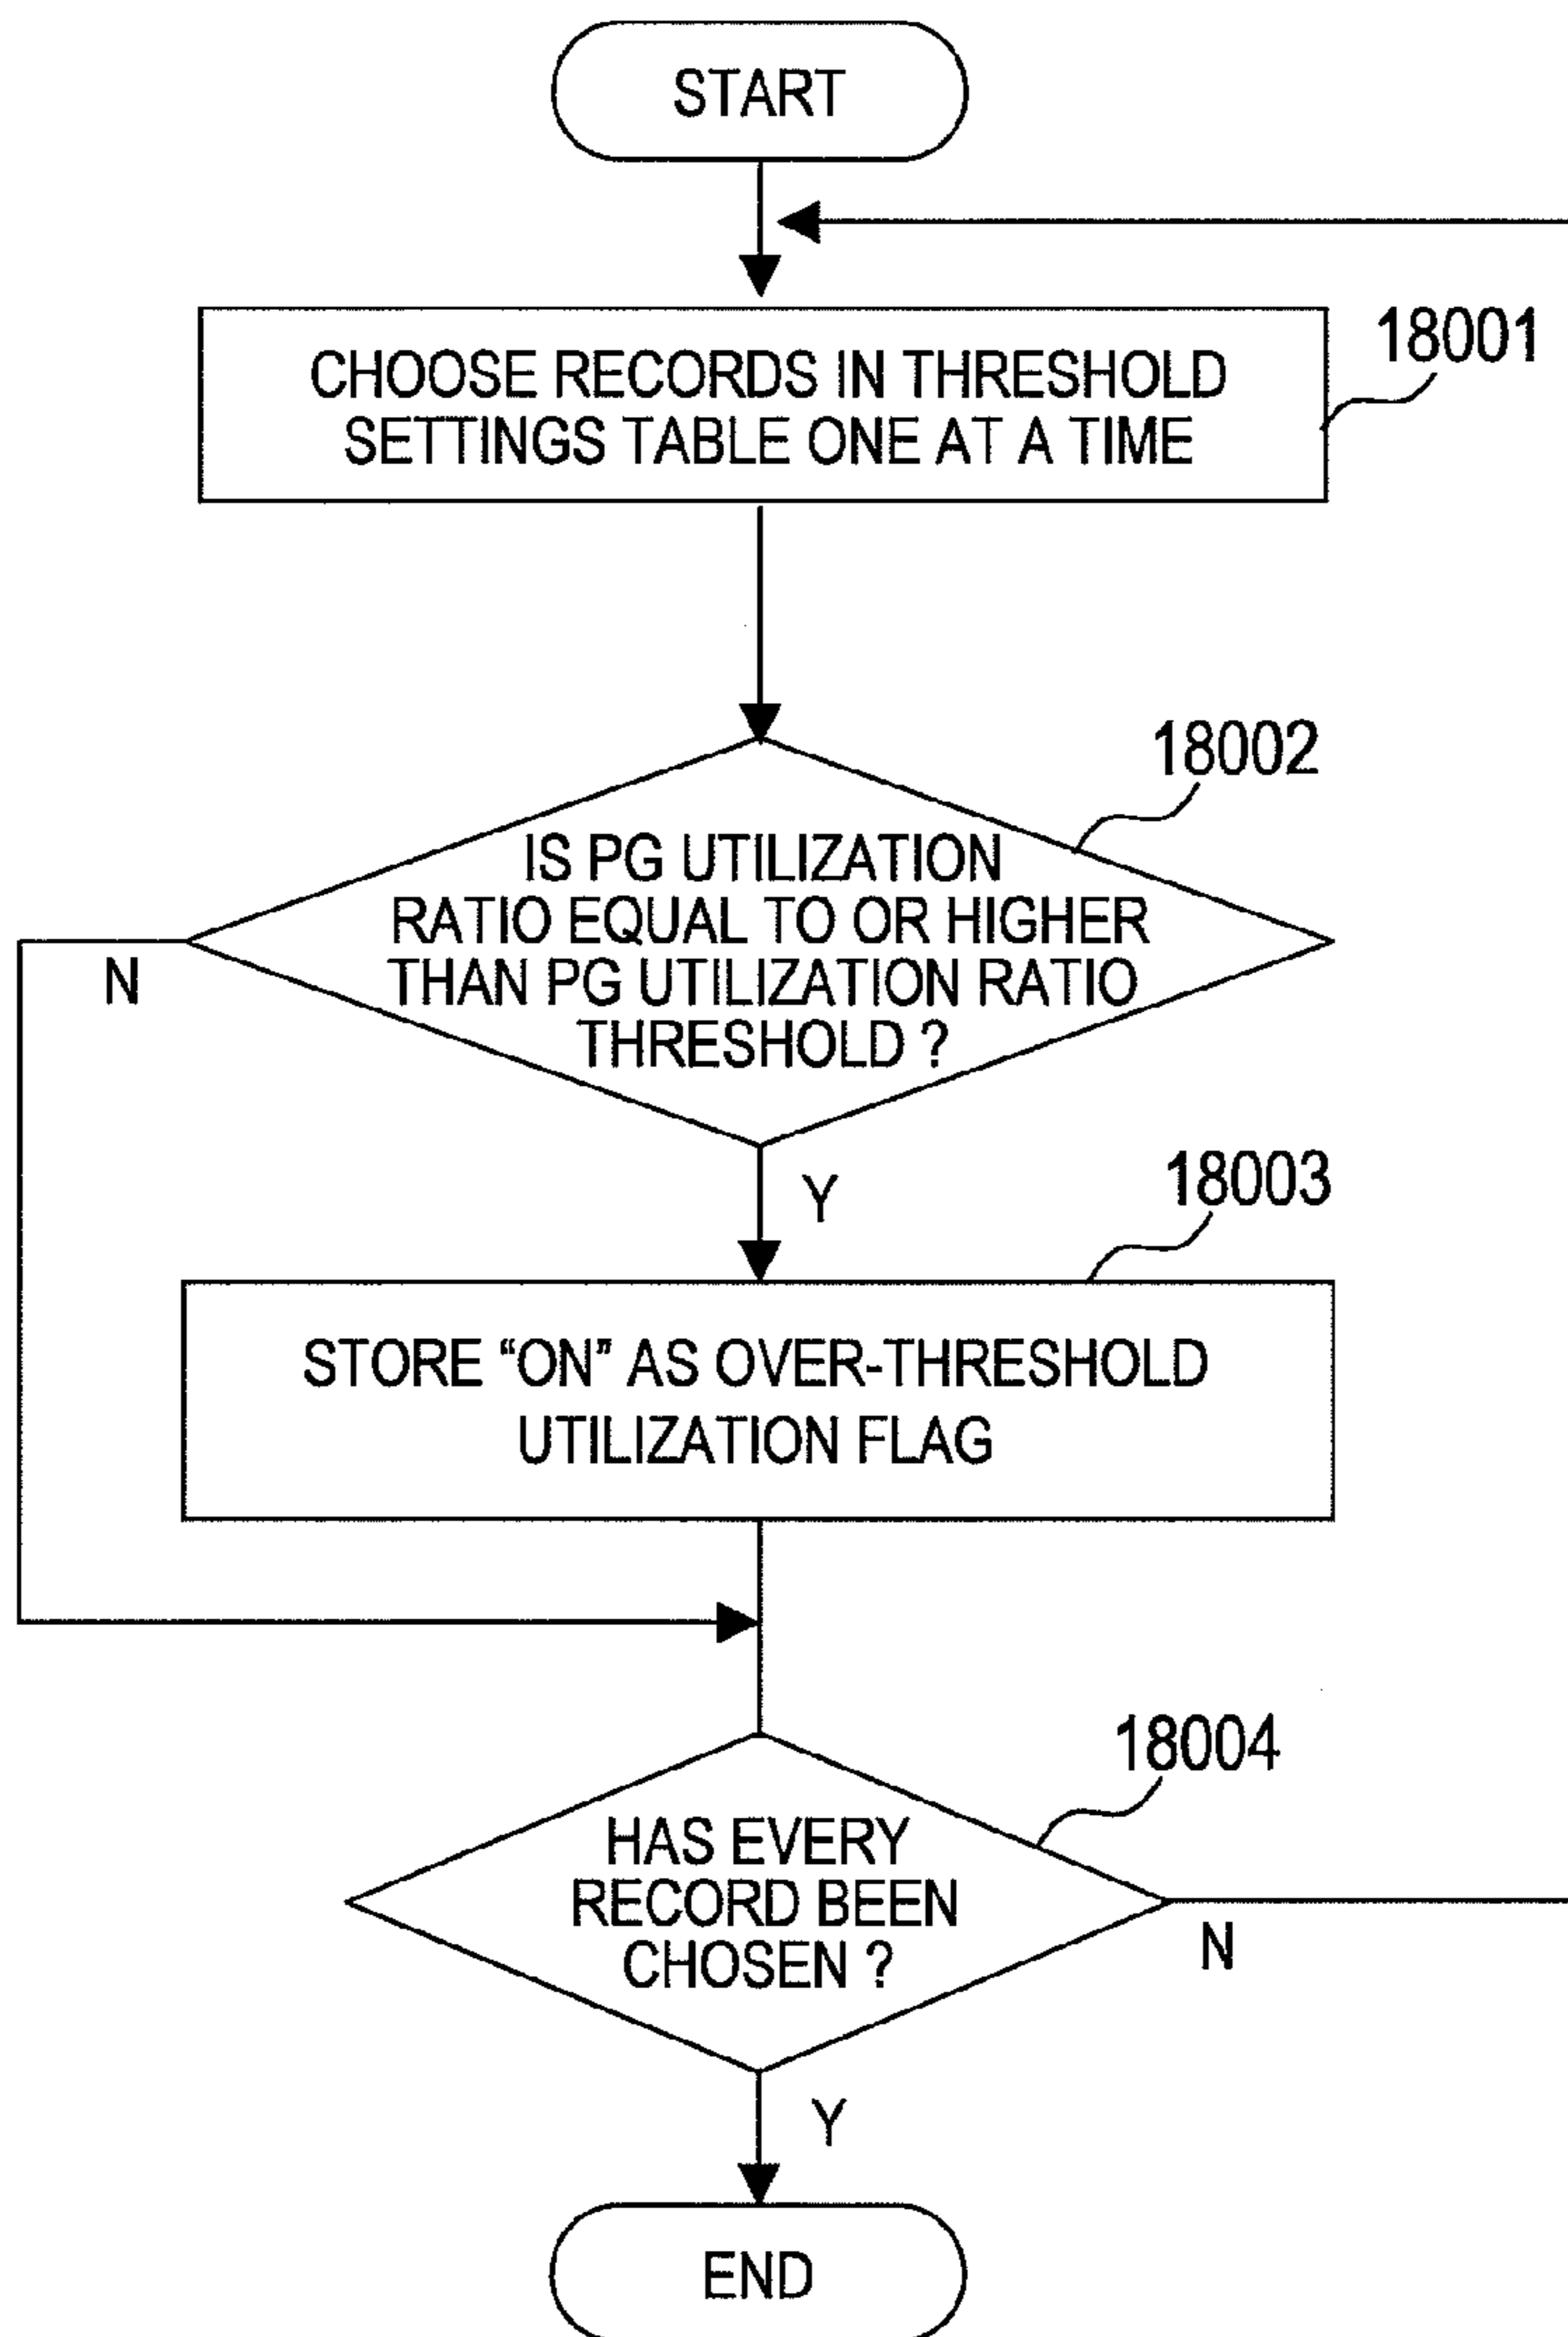 START
CHOOSE RECORDS IN THRESHOLD
SETTINGS TABLE ONE AT A TIME
18001
18002
IS PG UTILIZATION
RATIO EQUAL TO OR HIGHER
THAN PG UTILIZATION RATIO
THRESHOLD ?
N
Y
18003
STORE “ON” AS OVER-THRESHOLD
UTILIZATION FLAG
18004
HAS EVERY
RECORD BEEN
CHOSEN ?
N
Y
END